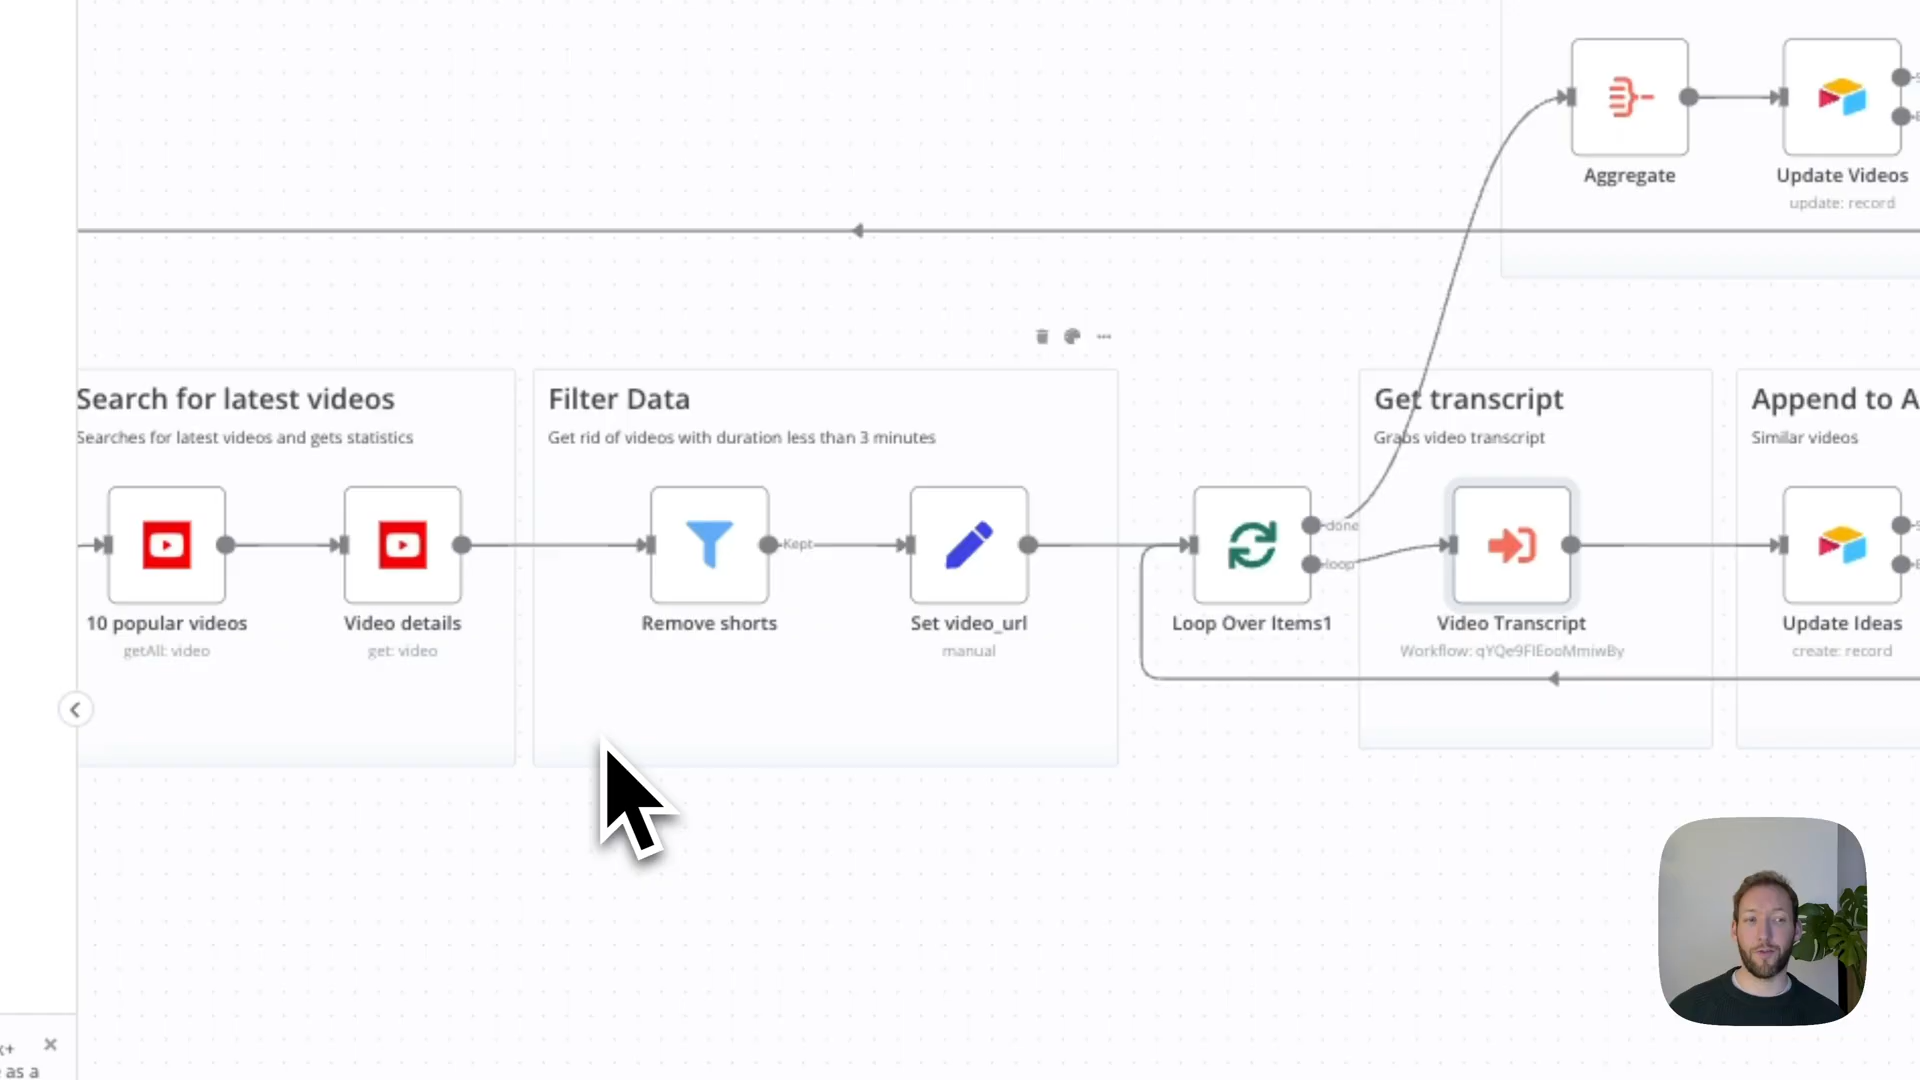 Aggregate
Update Videos
update: record
Search for latest videos
Searches for latest videos and gets statistics
Filter Data
Get rid of videos with duration less than 3 minutes
Get transcript
Grabs video transcript
Append to A
Similar videos
Kept
done
loop
10 popular videos
getAll: video
Video details
get: video
Remove shorts
Set video_url
manual
Loop Over Items1
Video Transcript
Workflow: qYQe9FIEooMmiwBy
Update Ideas
create: record
as a